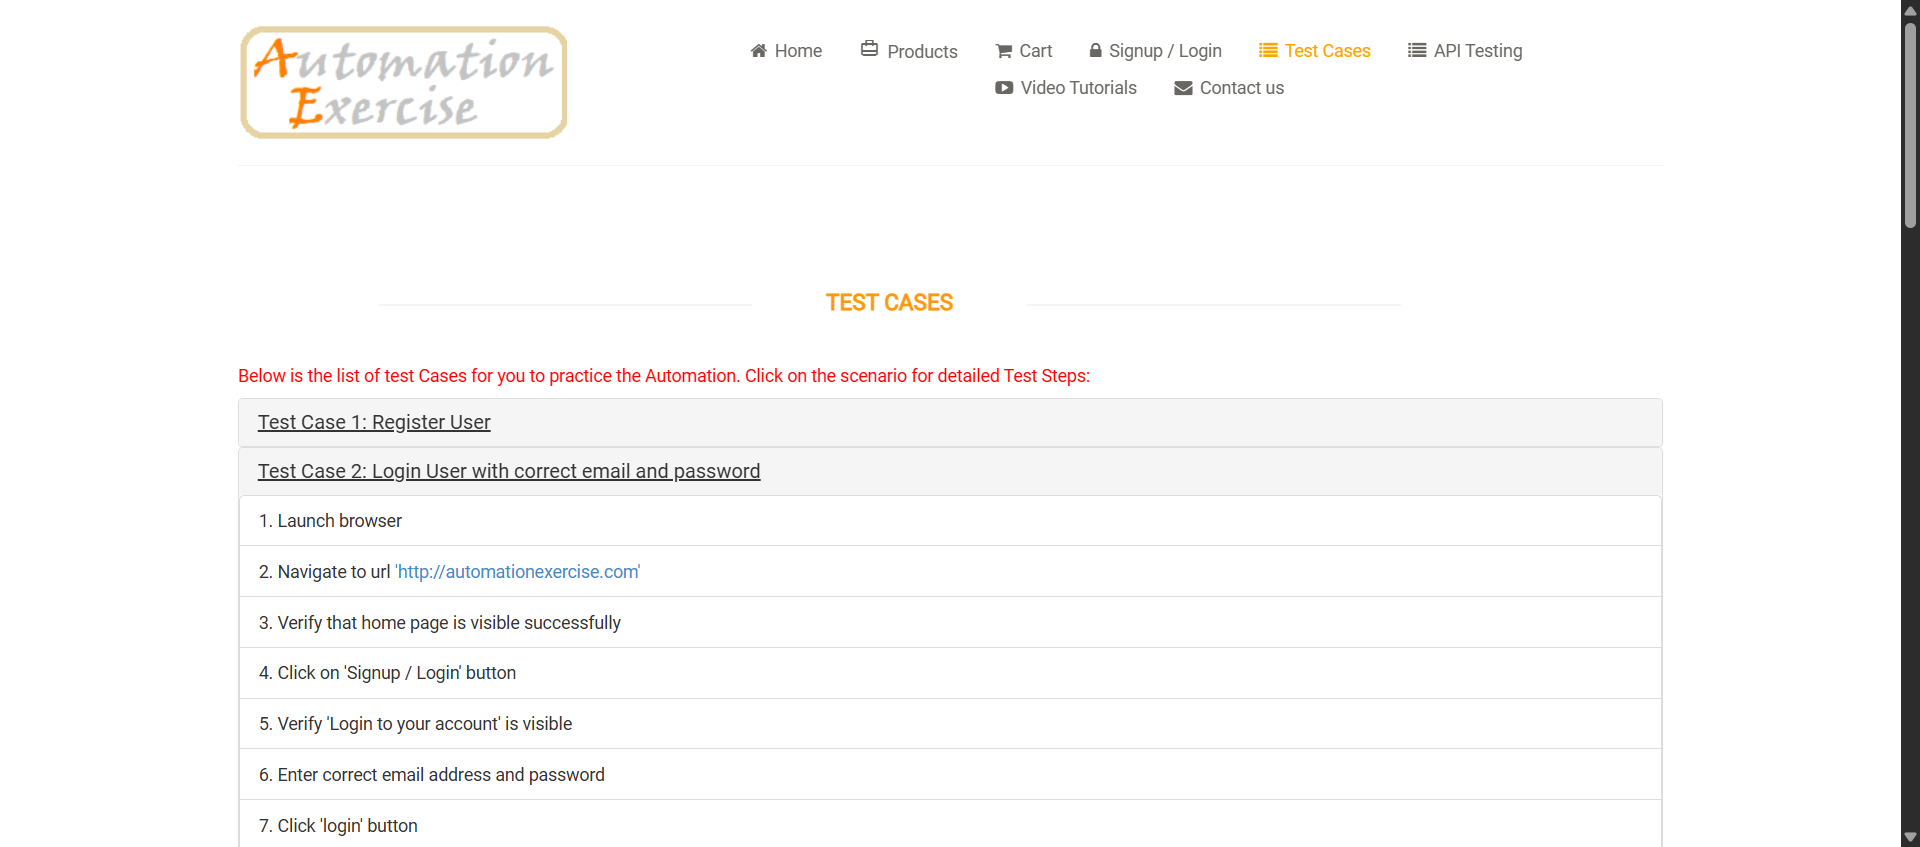 Automation
Exercise
Home Products Cart Signup / Login Test Cases API Testing
Video Tutorials Contact us
TEST CASES
Below is the list of test Cases for you to practice the Automation. Click on the scenario for detailed Test Steps:
Test Case 1: Register User
Test Case 2: Login User with correct email and password
1. Launch browser
2. Navigate to url 'http://automationexercise.com'
3. Verify that home page is visible successfully
4. Click on 'Signup / Login' button
5. Verify 'Login to your account' is visible
6. Enter correct email address and password
7. Click 'login' button